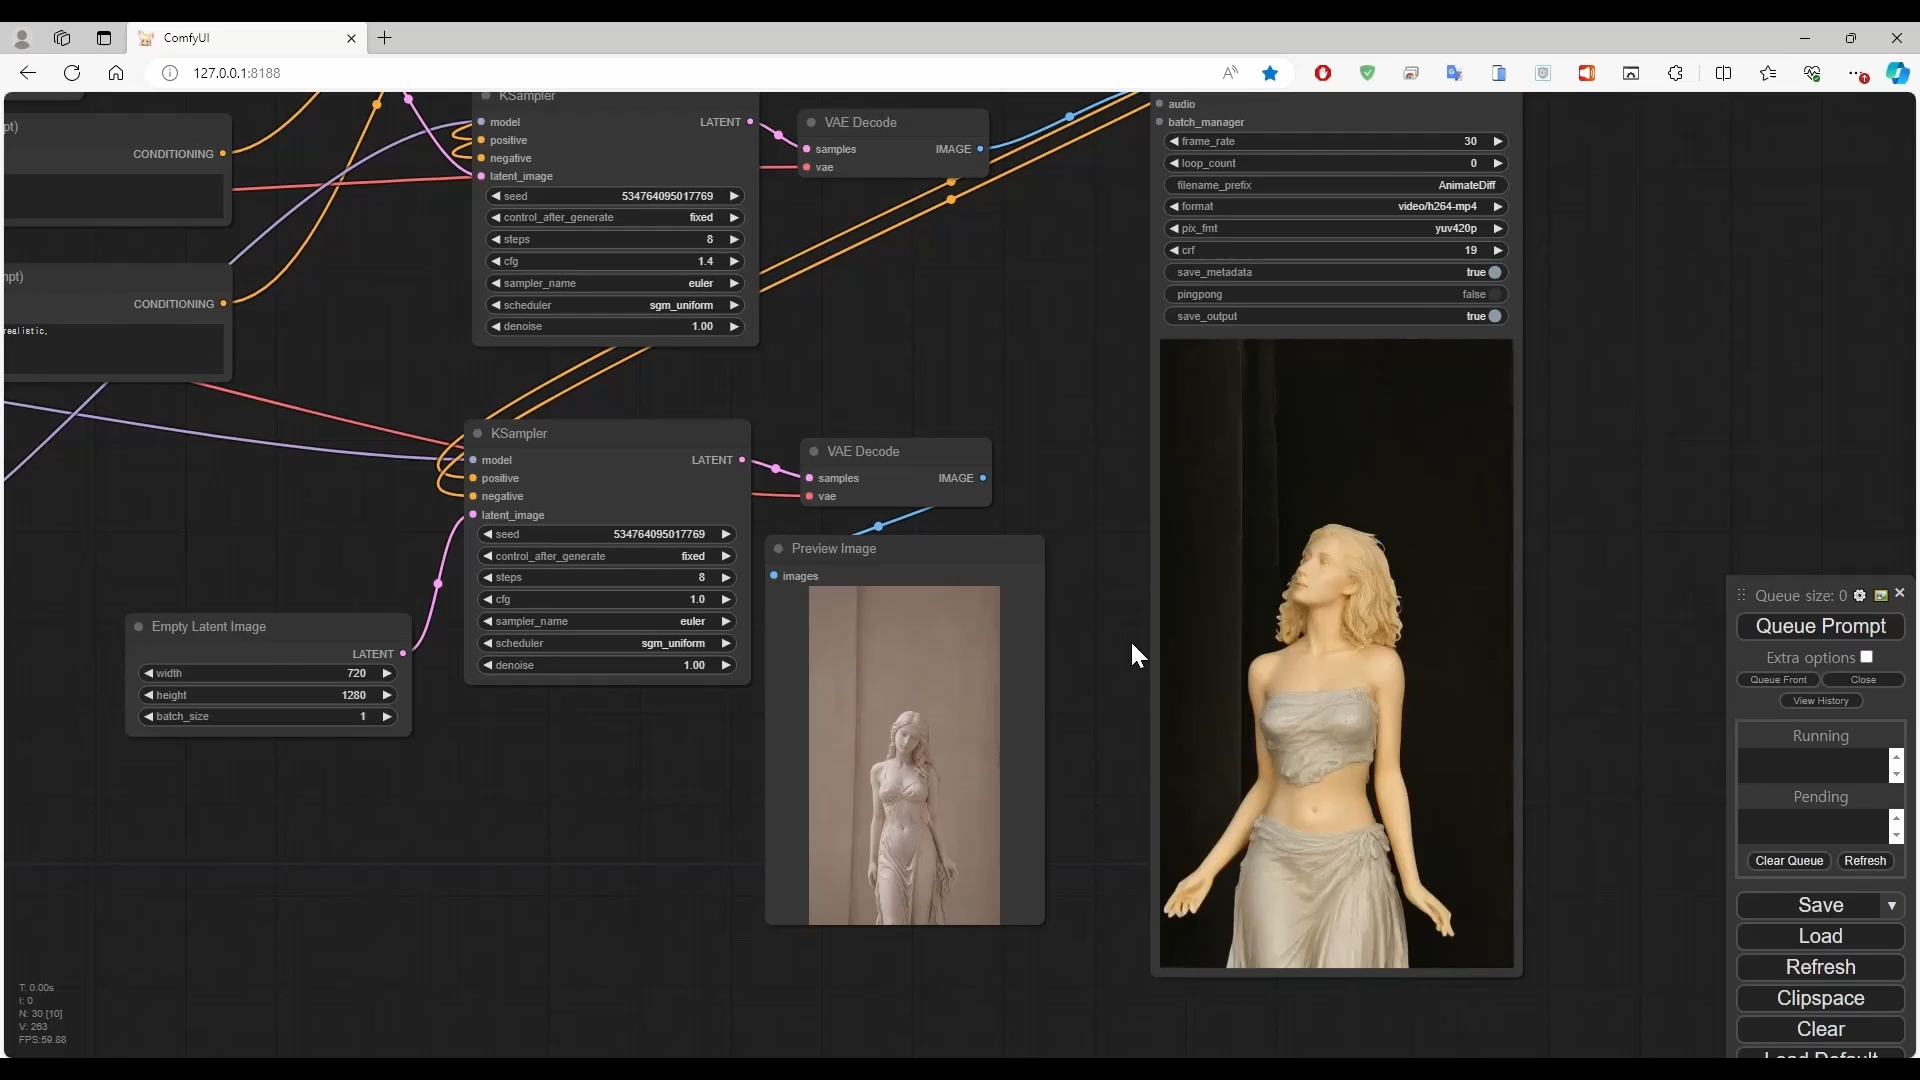 ComfyUI
127.0.0.1:8188
pt)
CONDITIONING
mpt)
CONDITIONING
realistic,
KSampler
model
LATENT
positive
negative
latent_image
seed 534764095017769
control_after_generate fixed
steps 8
cfg 1.4
sampler_name euler
scheduler sgm_uniform
denoise 1.00
VAE Decode
samples IMAGE
vae
audio
batch_manager
frame_rate 30
loop_count 0
filename_prefix AnimateDiff
format video/h264-mp4
pix_fmt yuv420p
crf 19
save_metadata true
pingpong false
save_output true
KSampler
model LATENT
positive
negative
latent_image
seed 534764095017769
control_after_generate fixed
steps 8
cfg 1.0
sampler_name euler
scheduler sgm_uniform
denoise 1.00
VAE Decode
samples IMAGE
vae
Preview Image
images
Empty Latent Image
LATENT
width 720
height 1280
batch_size 1
Queue size: 0
Queue Prompt
Extra options
Queue Front Close
View History
Running
Pending
Clear Queue Refresh
Save
Load
Refresh
Clipspace
Clear
Load Default
T: 0.00s
I: 0
N: 30 [10]
V: 263
FPS:59.88